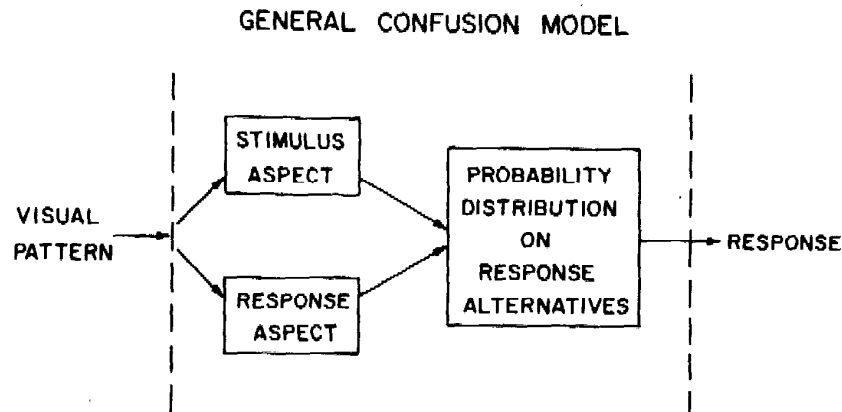 GENERAL CONFUSION MODEL
STIMULUS
ASPECT
VISUAL
PATTERN
RESPONSE
ASPECT
PROBABILITY
DISTRIBUTION
ON
RESPONSE
ALTERNATIVES
RESPONSE